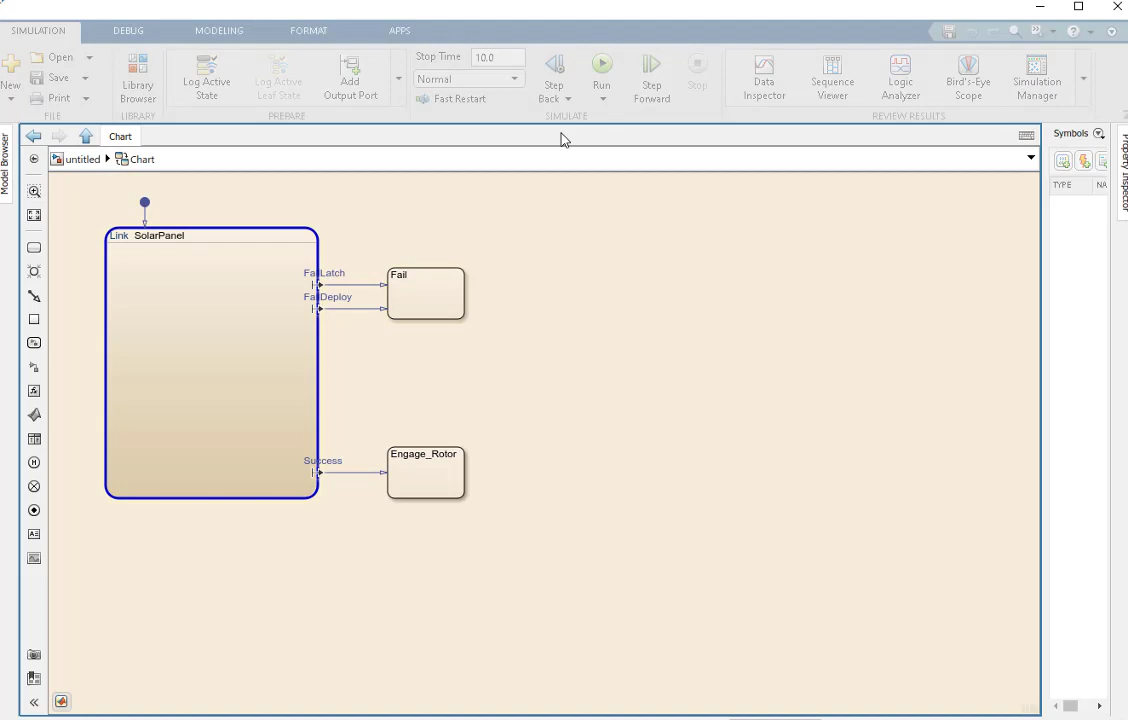 SIMULATION DEBUG MODELING FORMAT APPS
New
Open
Save
Print
FILE
Library Browser
LIBRARY
Log Active State
Log Active Leaf State
Add Output Port
PREPARE
Stop Time 10.0
Normal
Fast Restart
Step Back
Run
Step Forward
Stop
SIMULATE
Data Inspector
Sequence Viewer
Logic Analyzer
Bird's-Eye Scope
Simulation Manager
REVIEW RESULTS
Model Browser
Chart
untitled Chart
Symbols
TYPE NA
Property Inspector
Link SolarPanel
FailLatch
FailDeploy
Fail
Success
Engage_Rotor